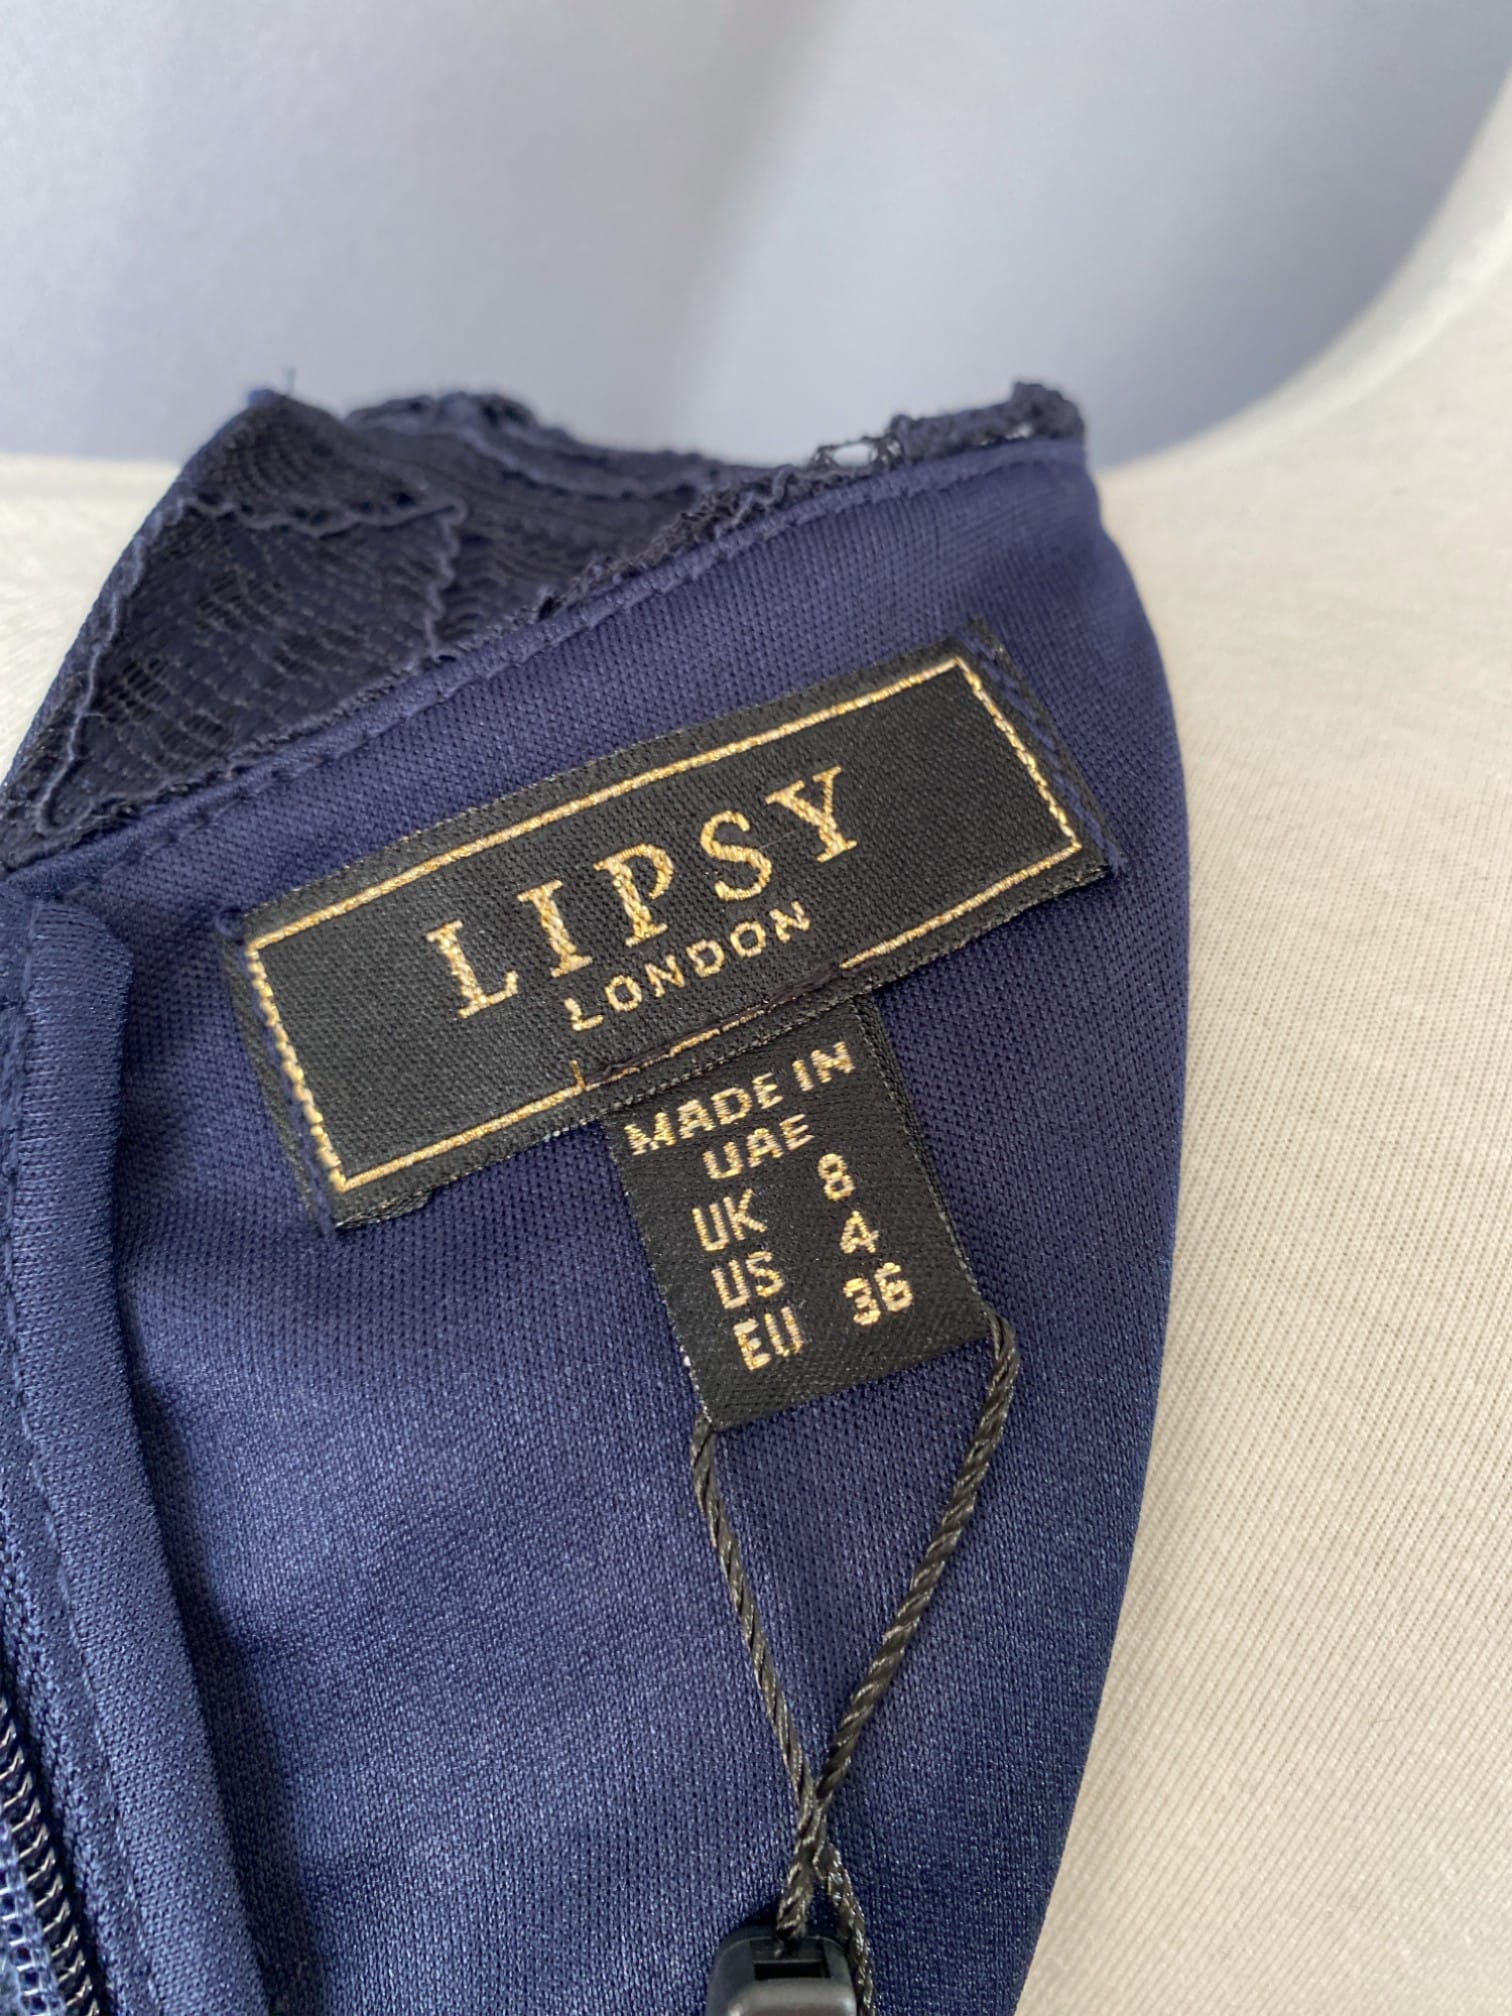 LIPSY
LONDON
MADE IN
UAE
UK 8
US 4
EU 36